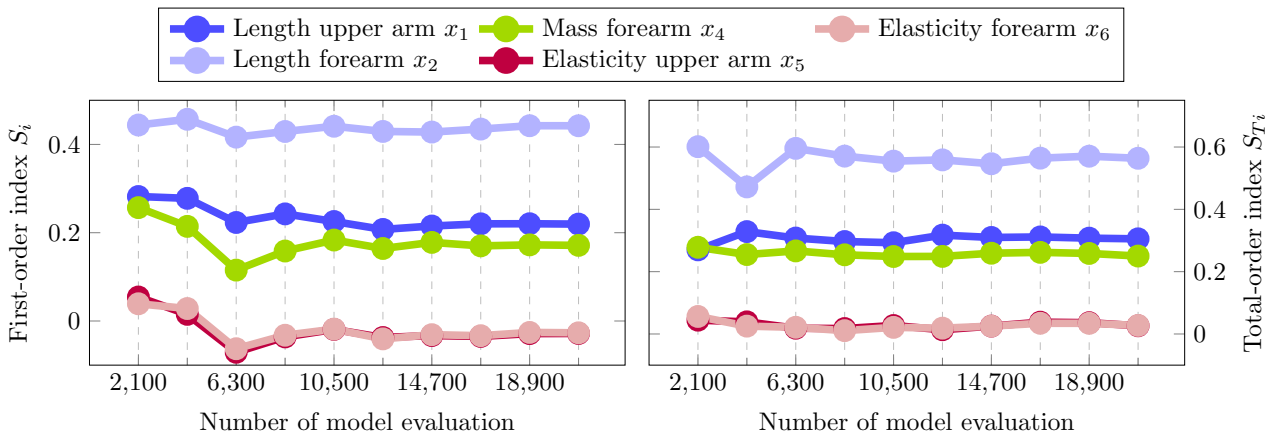 Length upper arm x₁
Mass forearm x₄
Elasticity forearm x₆
Length forearm x₂
Elasticity upper arm x₅
First-order index Sᵢ
0.4
0.2
0
2,100 6,300 10,500 14,700 18,900
Number of model evaluation
0.6
0.4
0.2
0
Total-order index S_{Ti}
2,100 6,300 10,500 14,700 18,900
Number of model evaluation